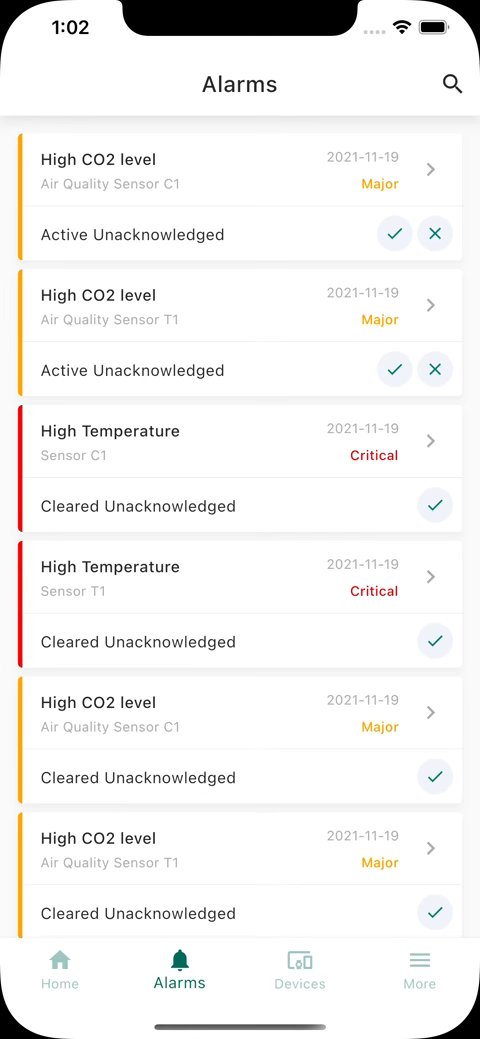 1:02
Alarms
High CO2 level
2021-11-19
Air Quality Sensor C1
Major
Active Unacknowledged
High CO2 level
2021-11-19
Air Quality Sensor T1
Major
Active Unacknowledged
High Temperature
2021-11-19
Sensor C1
Critical
Cleared Unacknowledged
High Temperature
2021-11-19
Sensor T1
Critical
Cleared Unacknowledged
High CO2 level
2021-11-19
Air Quality Sensor C1
Major
Cleared Unacknowledged
High CO2 level
2021-11-19
Air Quality Sensor T1
Major
Cleared Unacknowledged
Home
Alarms
Devices
More